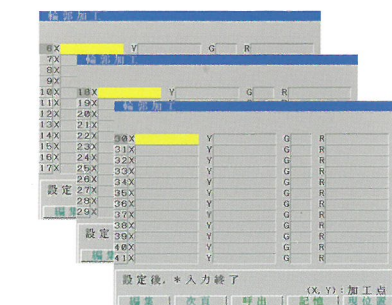 輪郭加工
6X Y G R
7X
8X
9X
10X
11X
12X
13X
14X
15X
16X
17X
設定
編集
輪郭加工
18X Y G R
19X
20X
21X
22X
23X
24X
25X
26X
27X
28X
29X
設定
編集
輪郭加工
30X Y G R
31X Y G R
32X Y G R
33X Y G R
34X Y G R
35X Y G R
36X Y G R
37X Y G R
38X Y G R
39X Y G R
40X Y G R
41X Y G R
設定後, *入力終了
(X, Y) : 加工点
編集 次頁 呼出 記憶 現位置